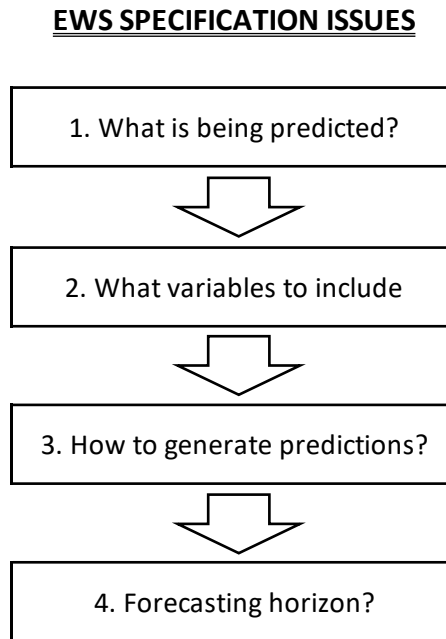 EWS SPECIFICATION ISSUES
1. What is being predicted?
2. What variables to include
3. How to generate predictions?
4. Forecasting horizon?